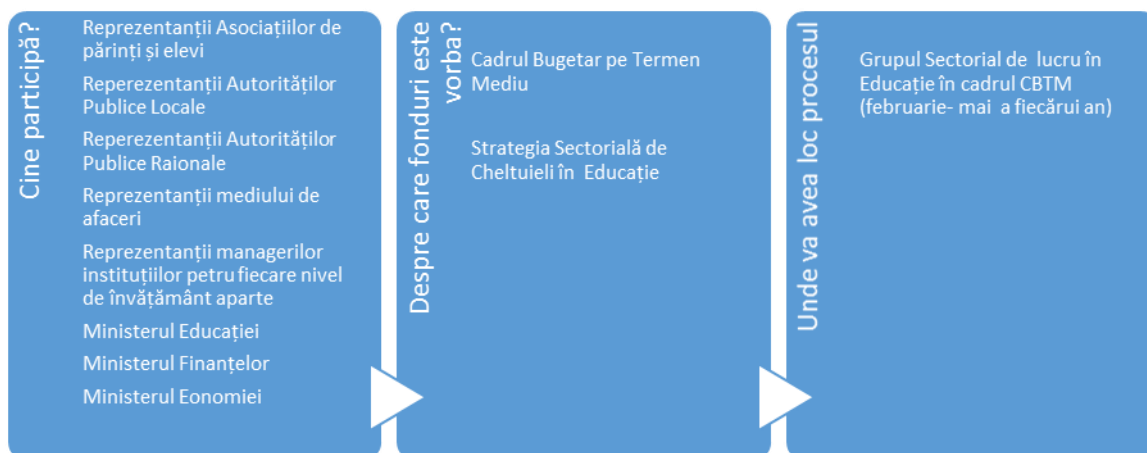 Cine participă?
Reprezentanții Asociațiilor de
părinți și elevi
Reperezentanții Autorităților
Publice Locale
Reperezentanții Autorităților
Publice Raionale
Reprezentanții mediului de
afaceri
Reprezentanții managerilor
instituțiilor petru fiecare nivel
de învățământ aparte
Ministerul Educației
Ministerul Finanțelor
Ministerul Eonomiei
Despre care fonduri este
vorba?
Cadrul Bugetar pe Termen
Mediu
Strategia Sectorială de
Cheltuieli în Educație
Unde va avea loc procesul
Grupul Sectorial de lucru în
Educație în cadrul CBTM
(februarie- mai a fiecărui an)